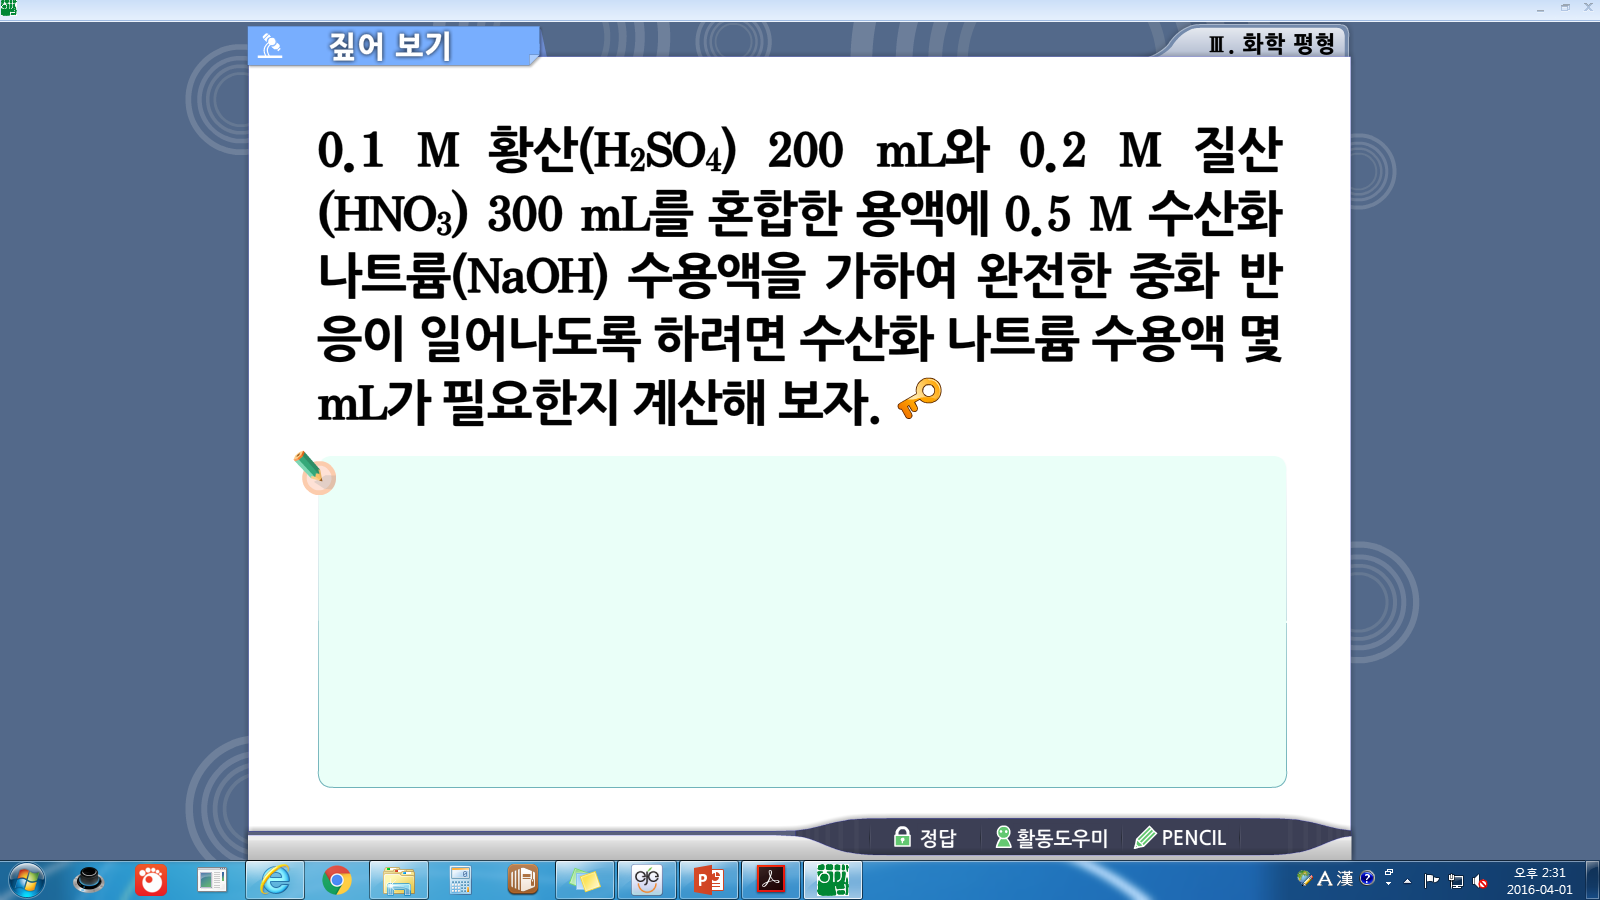 짚어 보기
Ⅲ. 화학 평형
0.1 M 황산(H₂SO₄) 200 mL와 0.2 M 질산
(HNO₃) 300 mL를 혼합한 용액에 0.5 M 수산화
나트륨(NaOH) 수용액을 가하여 완전한 중화 반
응이 일어나도록 하려면 수산화 나트륨 수용액 몇
mL가 필요한지 계산해 보자.
정답 활동도우미 PENCIL
A 漢
오후 2:31
2016-04-01